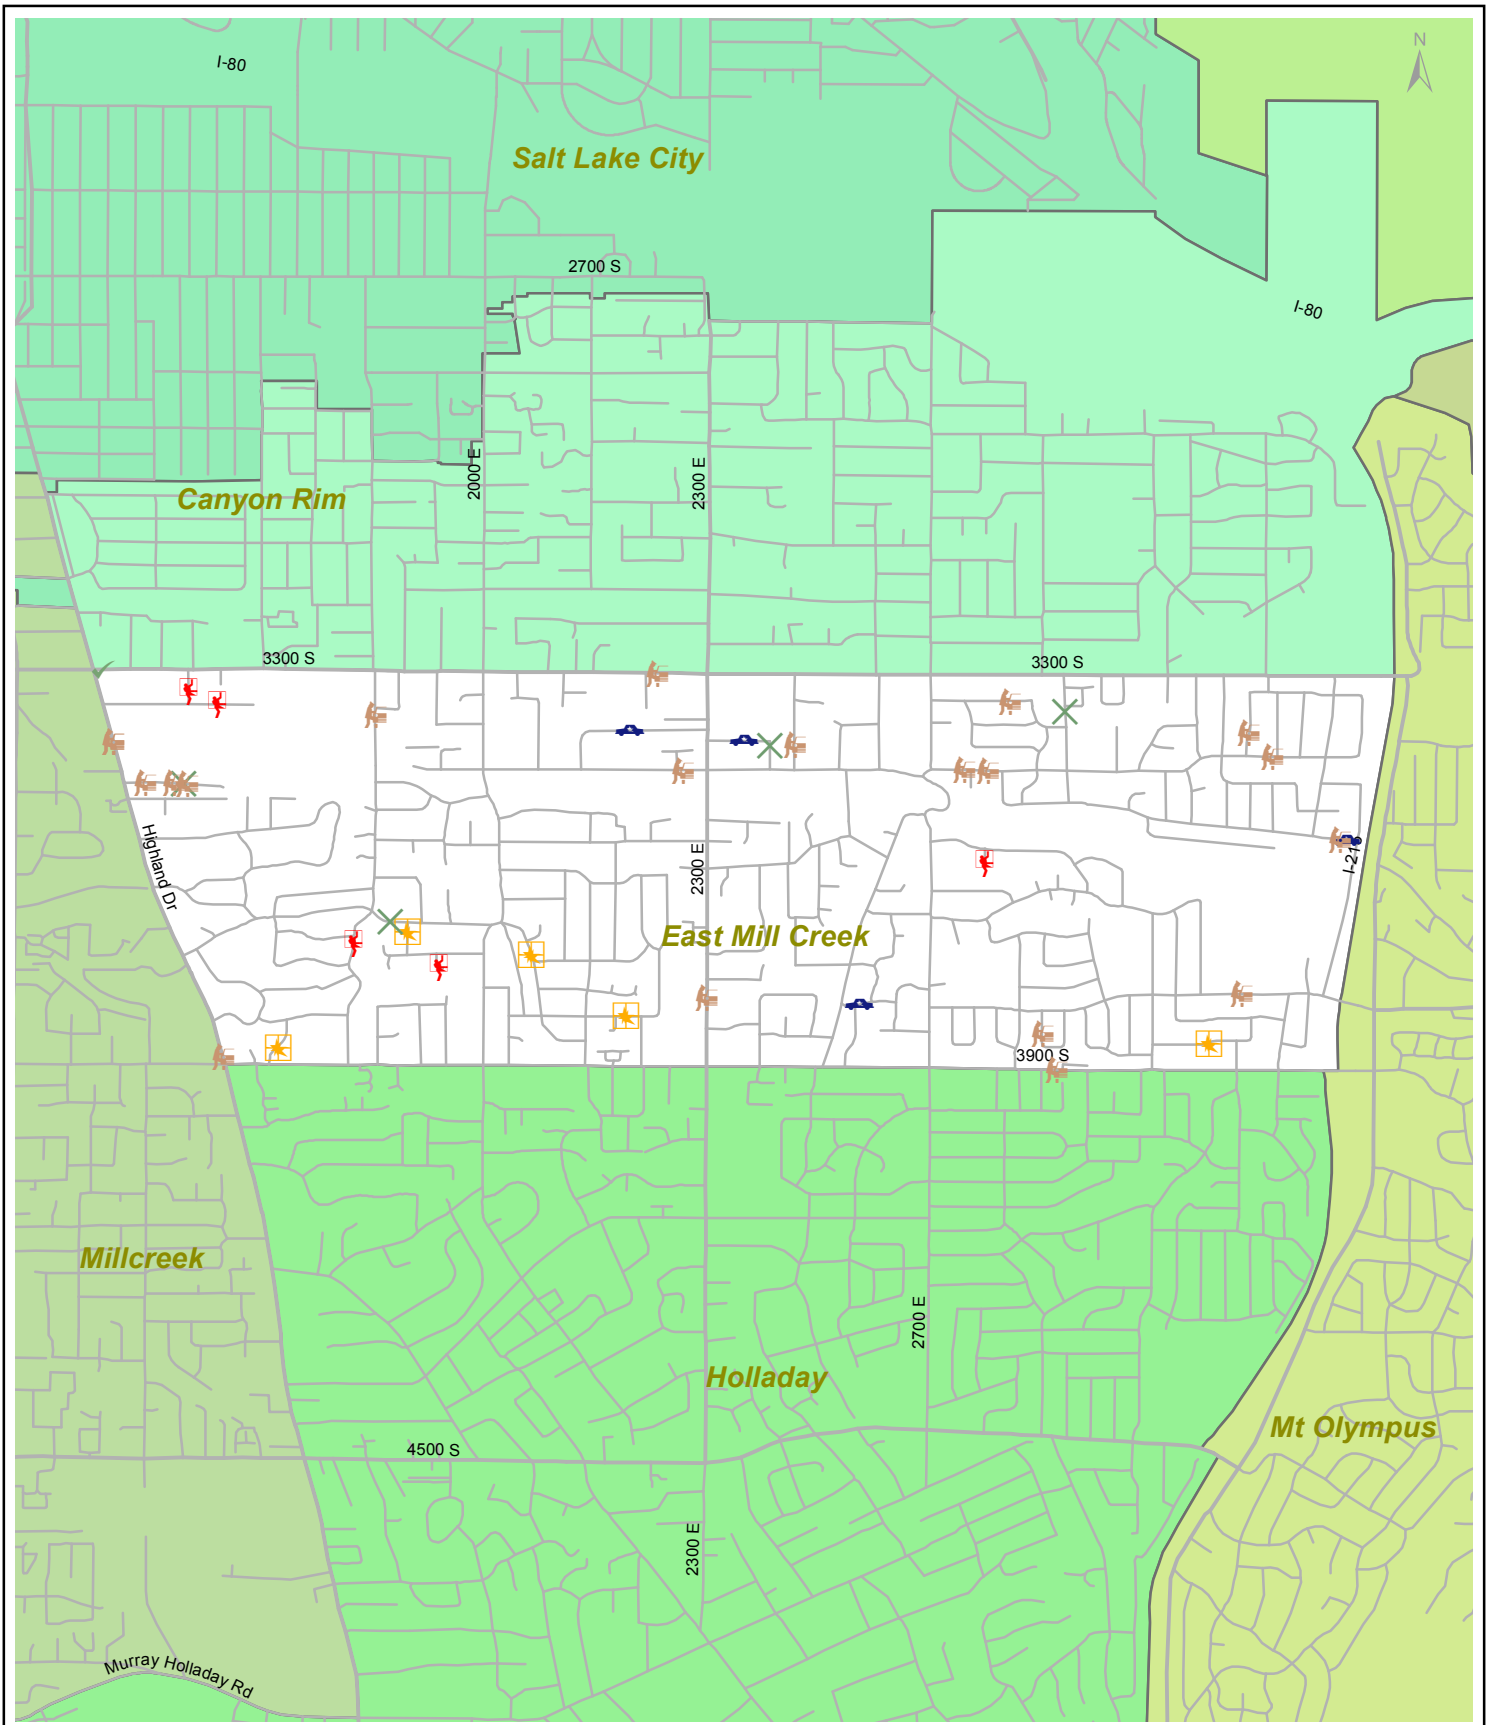 I-80
N
Salt Lake City
2700 S
I-80
2000 E
2300 E
Canyon Rim
3300 S
3300 S
Highland Dr
2300 E
I-215
East Mill Creek
3900 S
Millcreek
2700 E
Holladay
Mt Olympus
4500 S
2300 E
Murray Holladay Rd